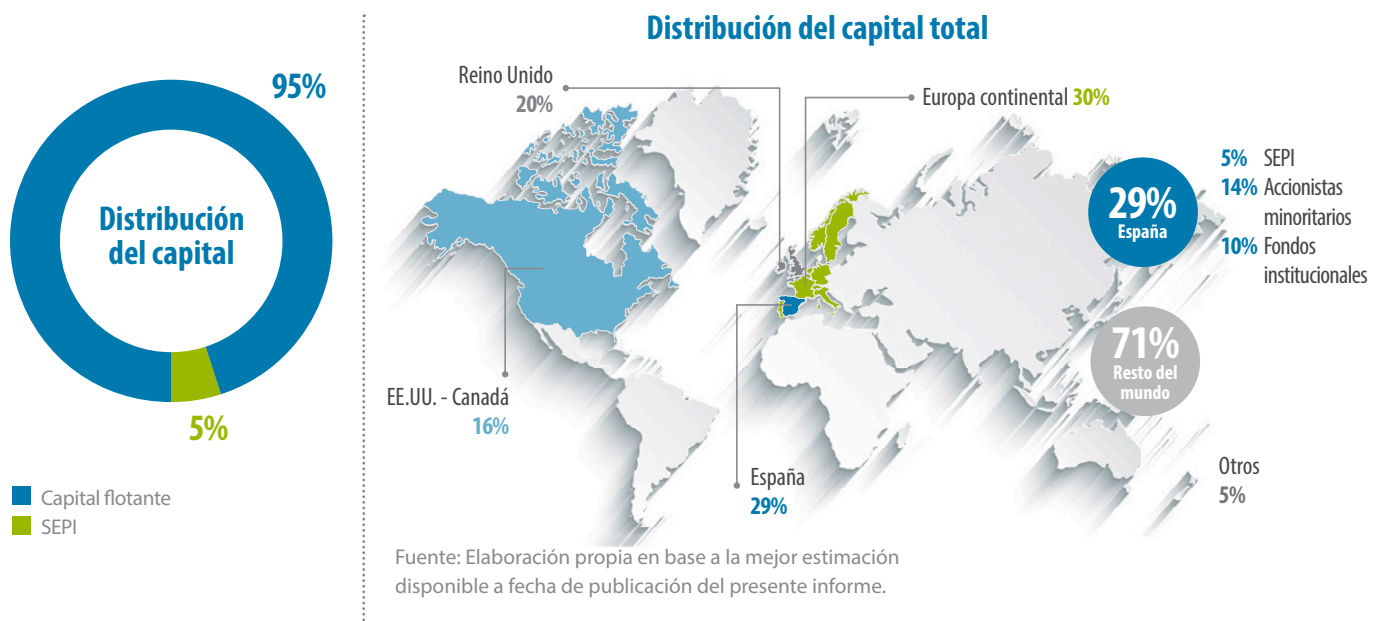 95%
Distribución
del capital
5%
Capital flotante
SEPI
Distribución del capital total
Reino Unido
20%
Europa continental 30%
29%
España
5% SEPI
14% Accionistas
minoritarios
10% Fondos
institucionales
71%
Resto del
mundo
EE.UU. - Canadá
16%
España
29%
Otros
5%
Fuente: Elaboración propia en base a la mejor estimación
disponible a fecha de publicación del presente informe.